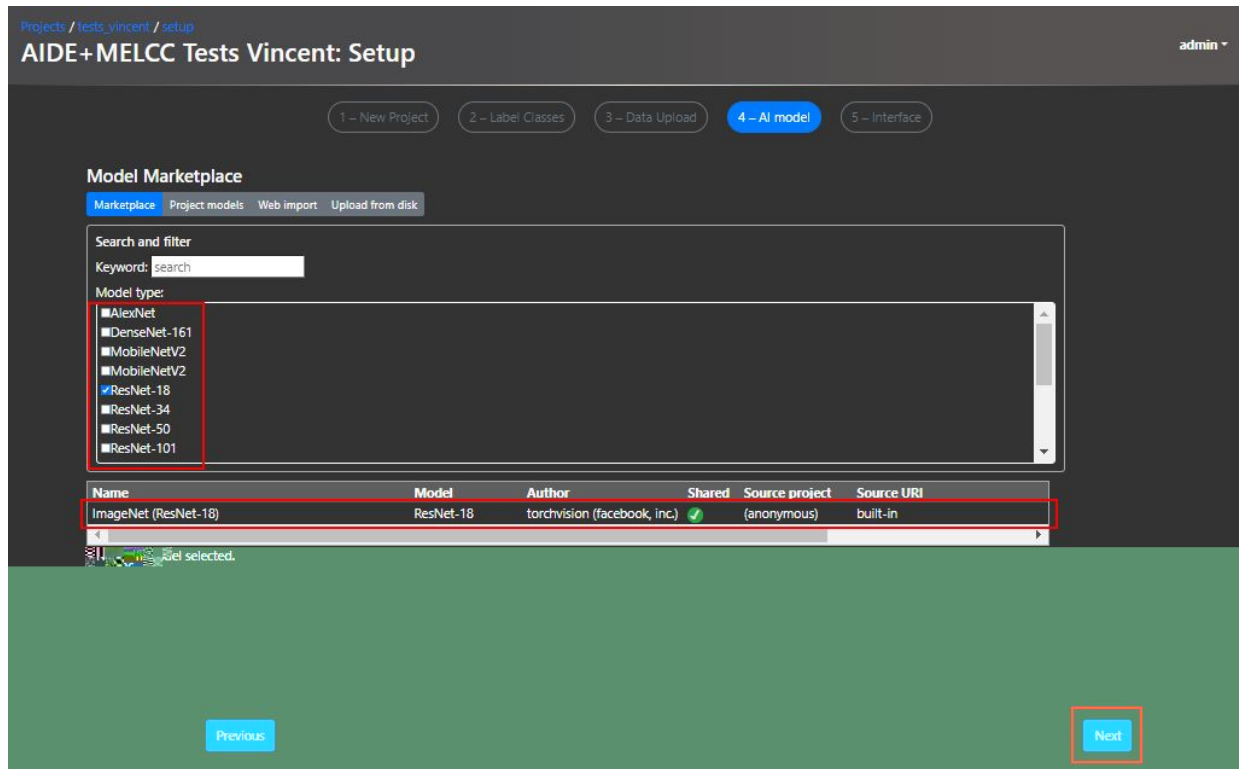 Projects / tests_vincent / setup
AIDE+MELCC Tests Vincent: Setup
admin
1 – New Project
2 – Label Classes
3 – Data Upload
4 – AI model
5 – Interface
Model Marketplace
Marketplace Project models Web import Upload from disk
Search and filter
Keyword: search
Model type:
AlexNet
DenseNet-161
MobileNetV2
MobileNetV2
ResNet-18
ResNet-34
ResNet-50
ResNet-101
Name Model Author Shared Source project Source URI
ImageNet (ResNet-18) ResNet-18 torchvision (facebook, inc.) (anonymous) built-in
selected.
Previous
Next